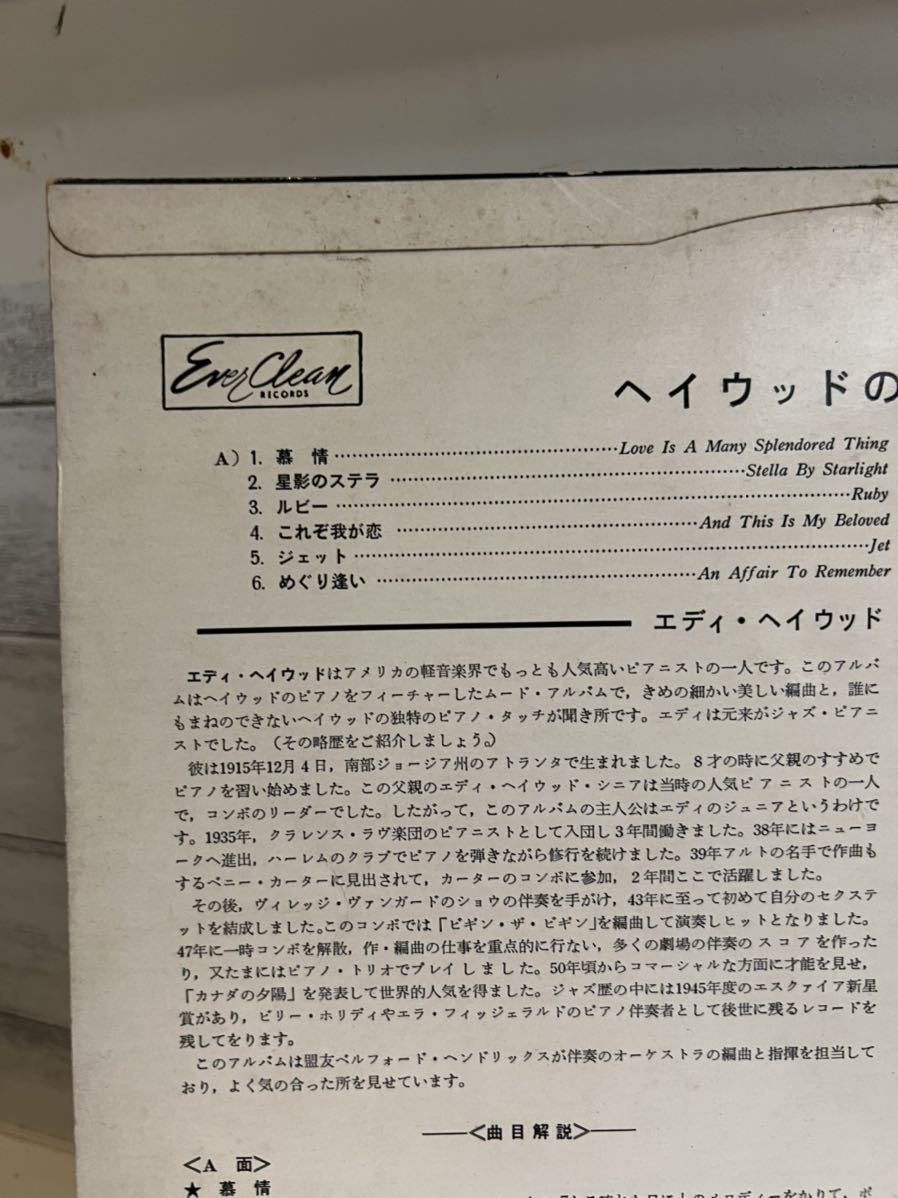 Ever Clean
RECORDS
ヘイウッドの
A) 1. 慕 情 ………………………………… Love Is A Many Splendored Thing
2. 星影のステラ ………………………………… Stella By Starlight
3. ルビー ………………………………… Ruby
4. これぞ我が恋 ………………………………… And This Is My Beloved
5. ジェット ………………………………… Jet
6. めぐり逢い ………………………………… An Affair To Remember
エディ・ヘイウッド
エディ・ヘイウッドはアメリカの軽音楽界でもっとも人気高いピアニストの一人です。このアルバ
ムはヘイウッドのピアノをフィーチャーしたムード・アルバムで，きめの細かい美しい編曲と，誰に
もまねのできないヘイウッドの独特のピアノ・タッチが聞き所です。エディは元来がジャズ・ピアニ
ストでした。（その略歴をご紹介しましょう。）
彼は1915年12月４日，南部ジョージア州のアトランタで生まれました。８才の時に父親のすすめで
ピアノを習い始めました。この父親のエディ・ヘイウッド・シニアは当時の人気ピアニストの一人
で，コンボのリーダーでした。したがって，このアルバムの主人公はエディのジュニアというわけで
す。1935年，クラレンス・ラヴ楽団のピアニストとして入団し３年間働きました。38年にはニューヨ
ークへ進出，ハーレムのクラブでピアノを弾きながら修行を続けました。39年アルトの名手で作曲も
するベニー・カーターに見出されて，カーターのコンボに参加，２年間ここで活躍しました。
その後，ヴィレッジ・ヴァンガードのショウの伴奏を手がけ，43年に至って初めて自分のセクステ
ットを結成しました。このコンボでは「ビギン・ザ・ビギン」を編曲して演奏しヒットとなりました。
47年に一時コンボを解散，作・編曲の仕事を重点的に行ない，多くの劇場の伴奏のスコアを作った
り，又たまにはピアノ・トリオでプレイしました。50年頃からコマーシャルな方面に才能を見せ，
「カナダの夕陽」を発表して世界的人気を得ました。ジャズ歴の中には1945年度のエスクァイア新星
賞があり，ビリー・ホリディやエラ・フィッジェラルドのピアノ伴奏者として後世に残るレコードを
残してをります。
このアルバムは盟友ベルフォード・ヘンドリックスが伴奏のオーケストラの編曲と指揮を担当して
おり，よく気の合った所を見せています。
＜曲目解説＞
＜A 面＞
★ 慕 情
のメロディーをかりて，ポ